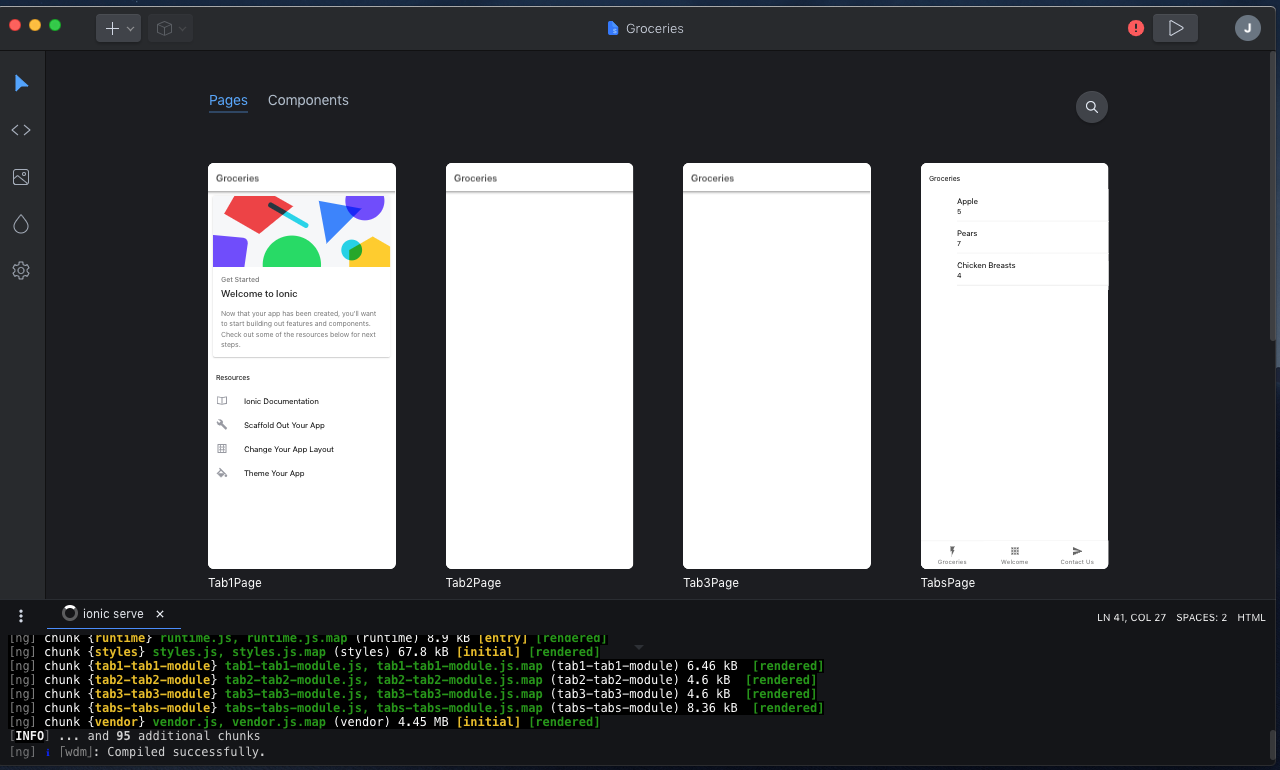 Groceries
!
J
Pages
Components
Groceries
Get Started
Welcome to Ionic
Now that your app has been created, you'll want
to start building out features and components.
Check out some of the resources below for next
steps.
Resources
Ionic Documentation
Scaffold Out Your App
Change Your App Layout
Theme Your App
Tab1Page
Groceries
Tab2Page
Groceries
Tab3Page
Groceries
Apple
5
Pears
7
Chicken Breasts
4
Groceries
Welcome
Contact Us
TabsPage
ionic serve
LN 41, COL 27
SPACES: 2
HTML
[ng] chunk {runtime} runtime.js, runtime.js.map (runtime) 8.9 kB [entry] [rendered]
[ng] chunk {styles} styles.js, styles.js.map (styles) 67.8 kB [initial] [rendered]
[ng] chunk {tab1-tab1-module} tab1-tab1-module.js, tab1-tab1-module.js.map (tab1-tab1-module) 6.46 kB [rendered]
[ng] chunk {tab2-tab2-module} tab2-tab2-module.js, tab2-tab2-module.js.map (tab2-tab2-module) 4.6 kB [rendered]
[ng] chunk {tab3-tab3-module} tab3-tab3-module.js, tab3-tab3-module.js.map (tab3-tab3-module) 4.6 kB [rendered]
[ng] chunk {tabs-tabs-module} tabs-tabs-module.js, tabs-tabs-module.js.map (tabs-tabs-module) 8.36 kB [rendered]
[ng] chunk {vendor} vendor.js, vendor.js.map (vendor) 4.45 MB [initial] [rendered]
[INFO] ... and 95 additional chunks
[ng] ℹ ｢wdm｣: Compiled successfully.